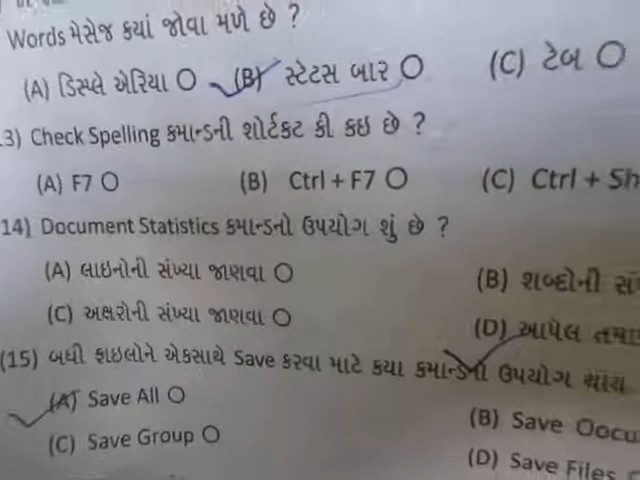 Words મેસેજ કયાં જોવા મળે છે ?
(A) ડિસ્પ્લે એરિયા O (B) સ્ટેટસ બાર O (C) ટેબ O
3) Check Spelling કમાન્ડની શોર્ટકટ કી કઇ છે ?
(A) F7 O (B) Ctrl + F7 O (C) Ctrl + Sh
14) Document Statistics કમાન્ડનો ઉપયોગ શું છે ?
(A) લાઇનોની સંખ્યા જાણવા O (B) શબ્દોની
(C) અક્ષરોની સંખ્યા જાણવા O (D) આપેલ
(15) બધી ફાઇલોને એકસાથે Save કરવા માટે કયા કમાન્ડનો ઉપયોગ થાય
(A) Save All O (B) Save Docu
(C) Save Group O (D) Save Files